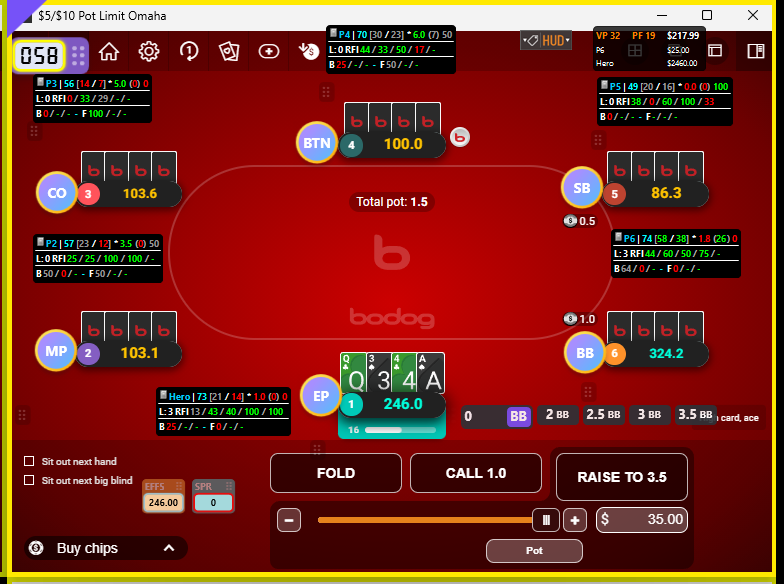 $5/$10 Pot Limit Omaha
058
1
$
HUD
VP 32 PF 19 $217.99
P6 $25.00
Hero $2460.00
P4 | 70 [30 / 23] * 6.0 (7) 50
L: 0 RFI 44 / 33 / 50 / 17 / -
B 25 / - / - - F 50 / - / -
P3 | 56 [14 / 7] * 5.0 (0) 0
L: 0 RFI 0 / 33 / 29 / - / -
B 0 / - / - - F 100 / - / -
P5 | 49 [20 / 16] * 0.0 (0) 100
L: 0 RFI 38 / 0 / 60 / 100 / 33
B 0 / - / - - F - / - / -
BTN
4
100.0
b
CO
3
103.6
SB
5
86.3
Total pot: 1.5
0.5
P2 | 57 [23 / 12] * 3.5 (0) 50
L: 0 RFI 25 / 25 / 100 / 100 / -
B 50 / 0 / - - F 50 / - / -
P6 | 74 [58 / 38] * 1.8 (26) 0
L: 3 RFI 44 / 60 / 50 / 75 / -
B 64 / 0 / - - F 0 / - / -
b
bodog
1.0
MP
2
103.1
BB
6
324.2
Q 3 4 A
Q 3 4 A
EP
1
246.0
16
Hero | 73 [21 / 14] * 1.0 (0) 0
L: 3 RFI 13 / 43 / 40 / 100 / 100
B 25 / - / - - F 0 / - / -
0 BB 2 BB 2.5 BB 3 BB 3.5 BB card, ace
Sit out next hand
Sit out next big blind
EFFS SPR
246.00 0
FOLD
CALL 1.0
RAISE TO 3.5
$ 35.00
Pot
Buy chips